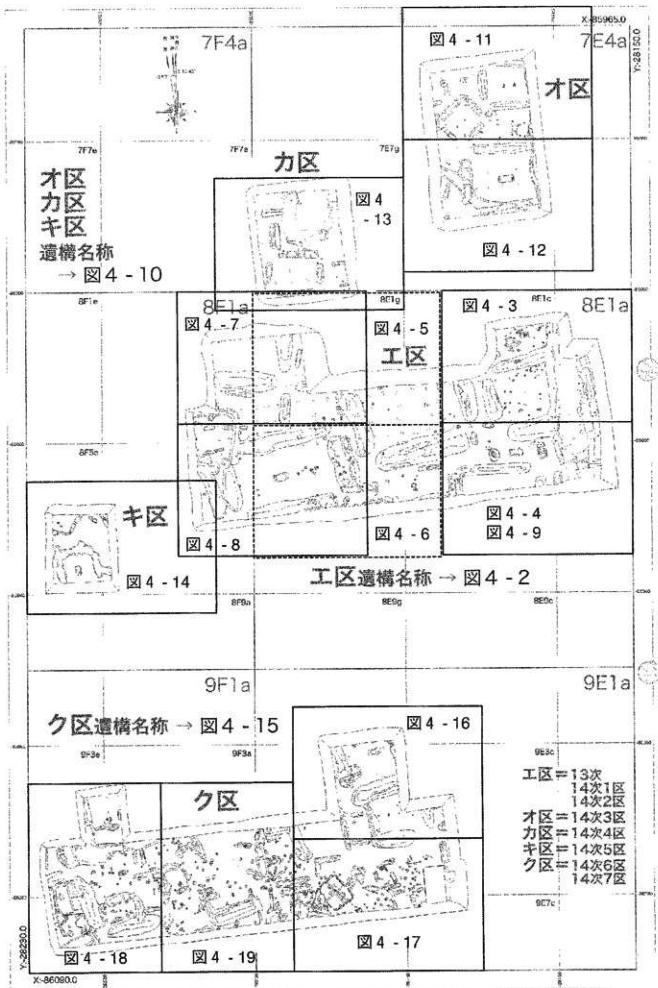 X:-85965.0
7F4a
7E4a
Y:-28150.0
図4-11
オ区
7F7e
7F7a
7E7g
カ区
オ区
カ区
キ区
遺構名称
→ 図4-10
図4
-13
図4-12
8F1e
8F1a
8E1g
8E1c
8E1a
図4-7
図4-5
図4-3
エ区
8F5e
キ区
図4-14
図4-8
図4-6
図4-4
図4-9
エ区遺構名称 → 図4-2
8F9a
8E9g
8E9c
9F1a
9E1a
ク区遺構名称 → 図4-15
図4-16
9F3e
9F3a
9E3c
ク区
エ区=13次
14次1区
14次2区
オ区=14次3区
カ区=14次4区
キ区=14次5区
ク区=14次6区
14次7区
9E7c
図4-18
図4-19
図4-17
Y:-28230.0
X:-86090.0